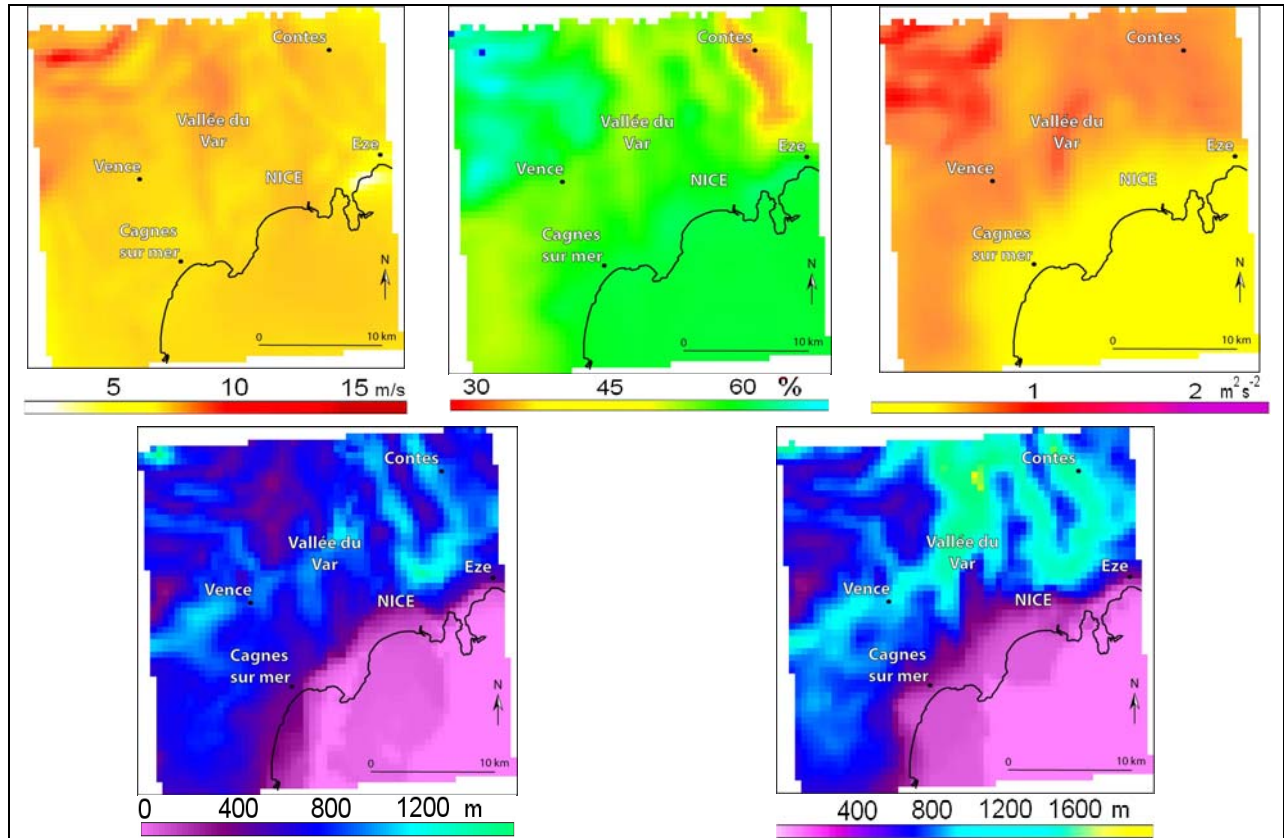 Contes
Vallée du
Var
Eze
Vence
NICE
Cagnes
sur mer
N
0 10 km
5 10 15 m/s
Contes
Vallée du
Var
Eze
Vence
NICE
Cagnes
sur mer
N
0 10 km
30 45 60 %
Contes
Vallée du
Var
Eze
Vence
NICE
Cagnes
sur mer
N
0 10 km
1 2 m² s⁻²
Contes
Vallée du
Var
Eze
Vence
NICE
Cagnes
sur mer
N
0 10 km
0 400 800 1200 m
Contes
Vallée du
Var
Eze
Vence
NICE
Cagnes
sur mer
N
0 10 km
400 800 1200 1600 m